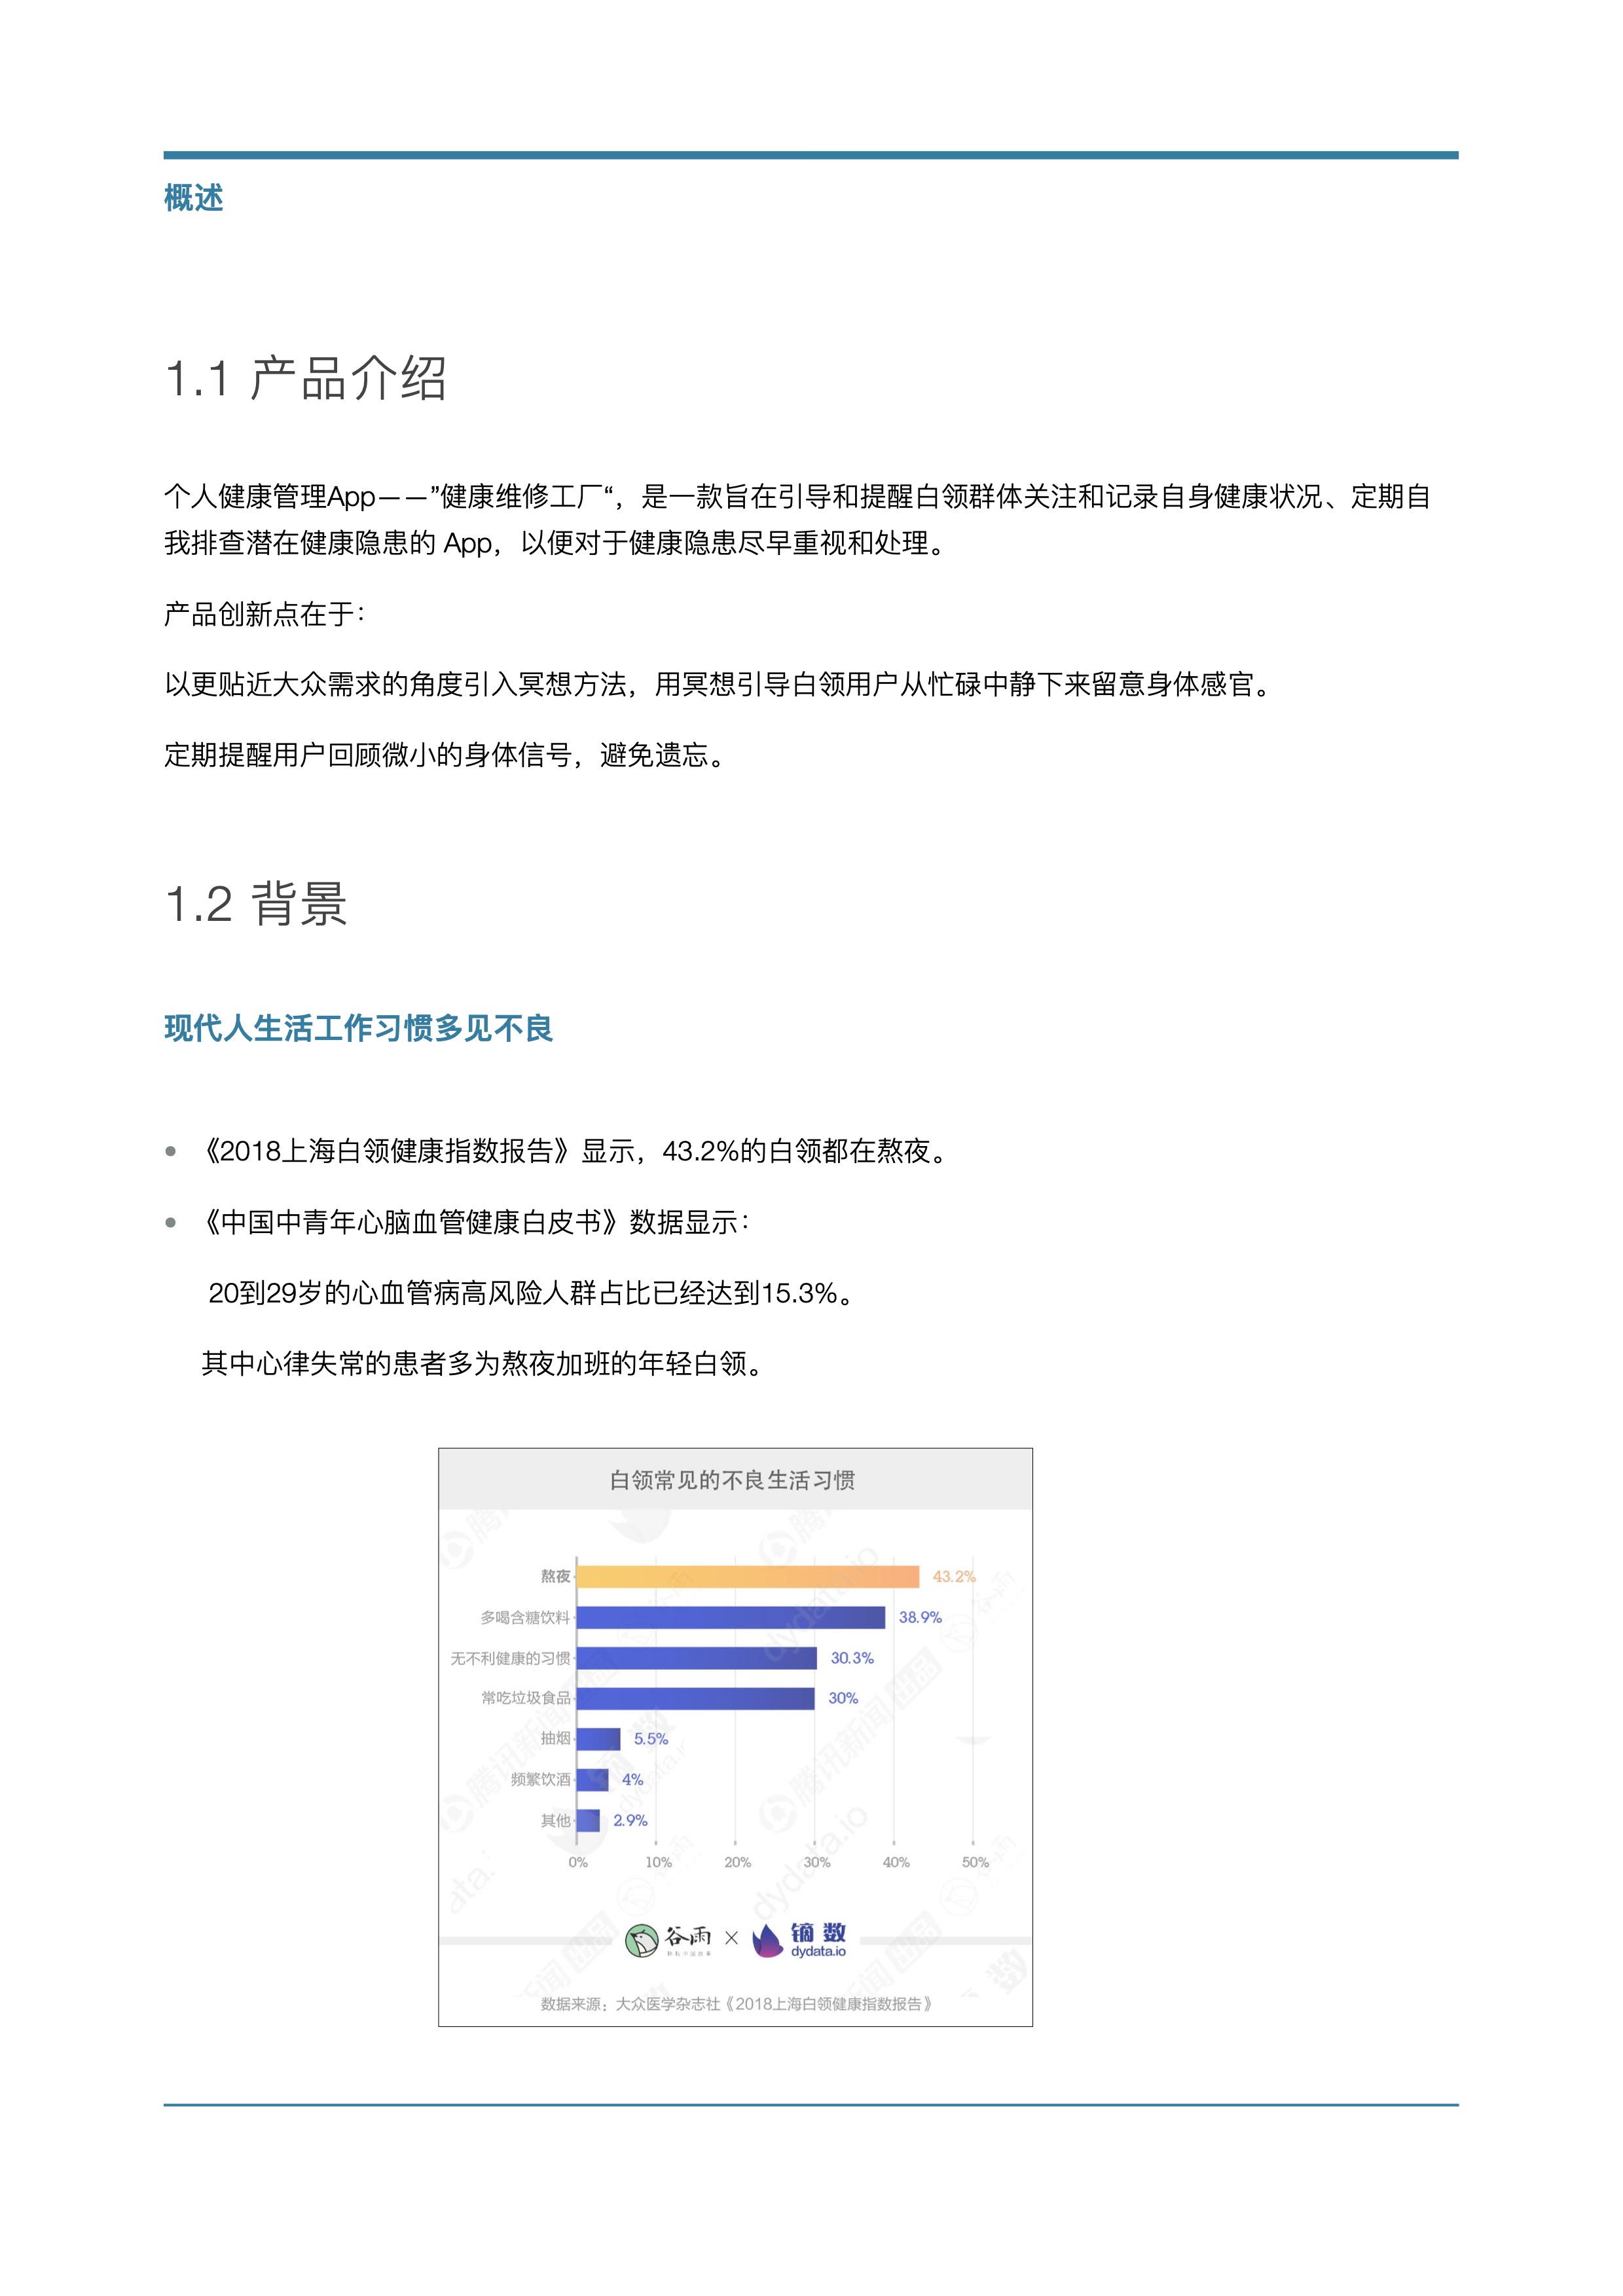 概述
1.1 产品介绍
个人健康管理App——”健康维修工厂“，是一款旨在引导和提醒白领群体关注和记录自身健康状况、定期自
我排查潜在健康隐患的 App，以便对于健康隐患尽早重视和处理。
产品创新点在于：
以更贴近大众需求的角度引入冥想方法，用冥想引导白领用户从忙碌中静下来留意身体感官。
定期提醒用户回顾微小的身体信号，避免遗忘。
1.2 背景
现代人生活工作习惯多见不良
• 《2018上海白领健康指数报告》显示，43.2%的白领都在熬夜。
• 《中国中青年心脑血管健康白皮书》数据显示：
20到29岁的心血管病高风险人群占比已经达到15.3%。
其中心律失常的患者多为熬夜加班的年轻白领。
白领常见的不良生活习惯
熬夜 43.2%
多喝含糖饮料 38.9%
无不利健康的习惯 30.3%
常吃垃圾食品 30%
抽烟 5.5%
频繁饮酒 4%
其他 2.9%
0% 10% 20% 30% 40% 50%
谷雨 × 镝数
dydata.io
数据来源：大众医学杂志社《2018上海白领健康指数报告》